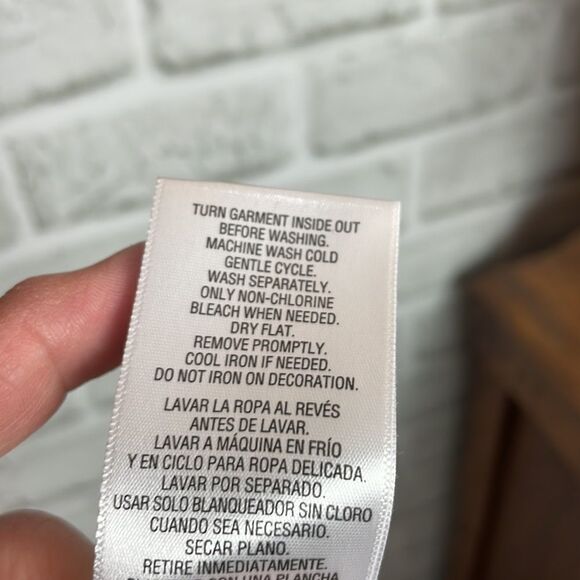 TURN GARMENT INSIDE OUT
BEFORE WASHING.
MACHINE WASH COLD
GENTLE CYCLE.
WASH SEPARATELY.
ONLY NON-CHLORINE
BLEACH WHEN NEEDED.
DRY FLAT.
REMOVE PROMPTLY.
COOL IRON IF NEEDED.
DO NOT IRON ON DECORATION.
LAVAR LA ROPA AL REVÉS
ANTES DE LAVAR.
LAVAR A MÁQUINA EN FRÍO
Y EN CICLO PARA ROPA DELICADA.
LAVAR POR SEPARADO.
USAR SOLO BLANQUEADOR SIN CLORO
CUANDO SEA NECESARIO.
SECAR PLANO.
RETIRE INMEDIATAMENTE.
CON UNA PLANCHA